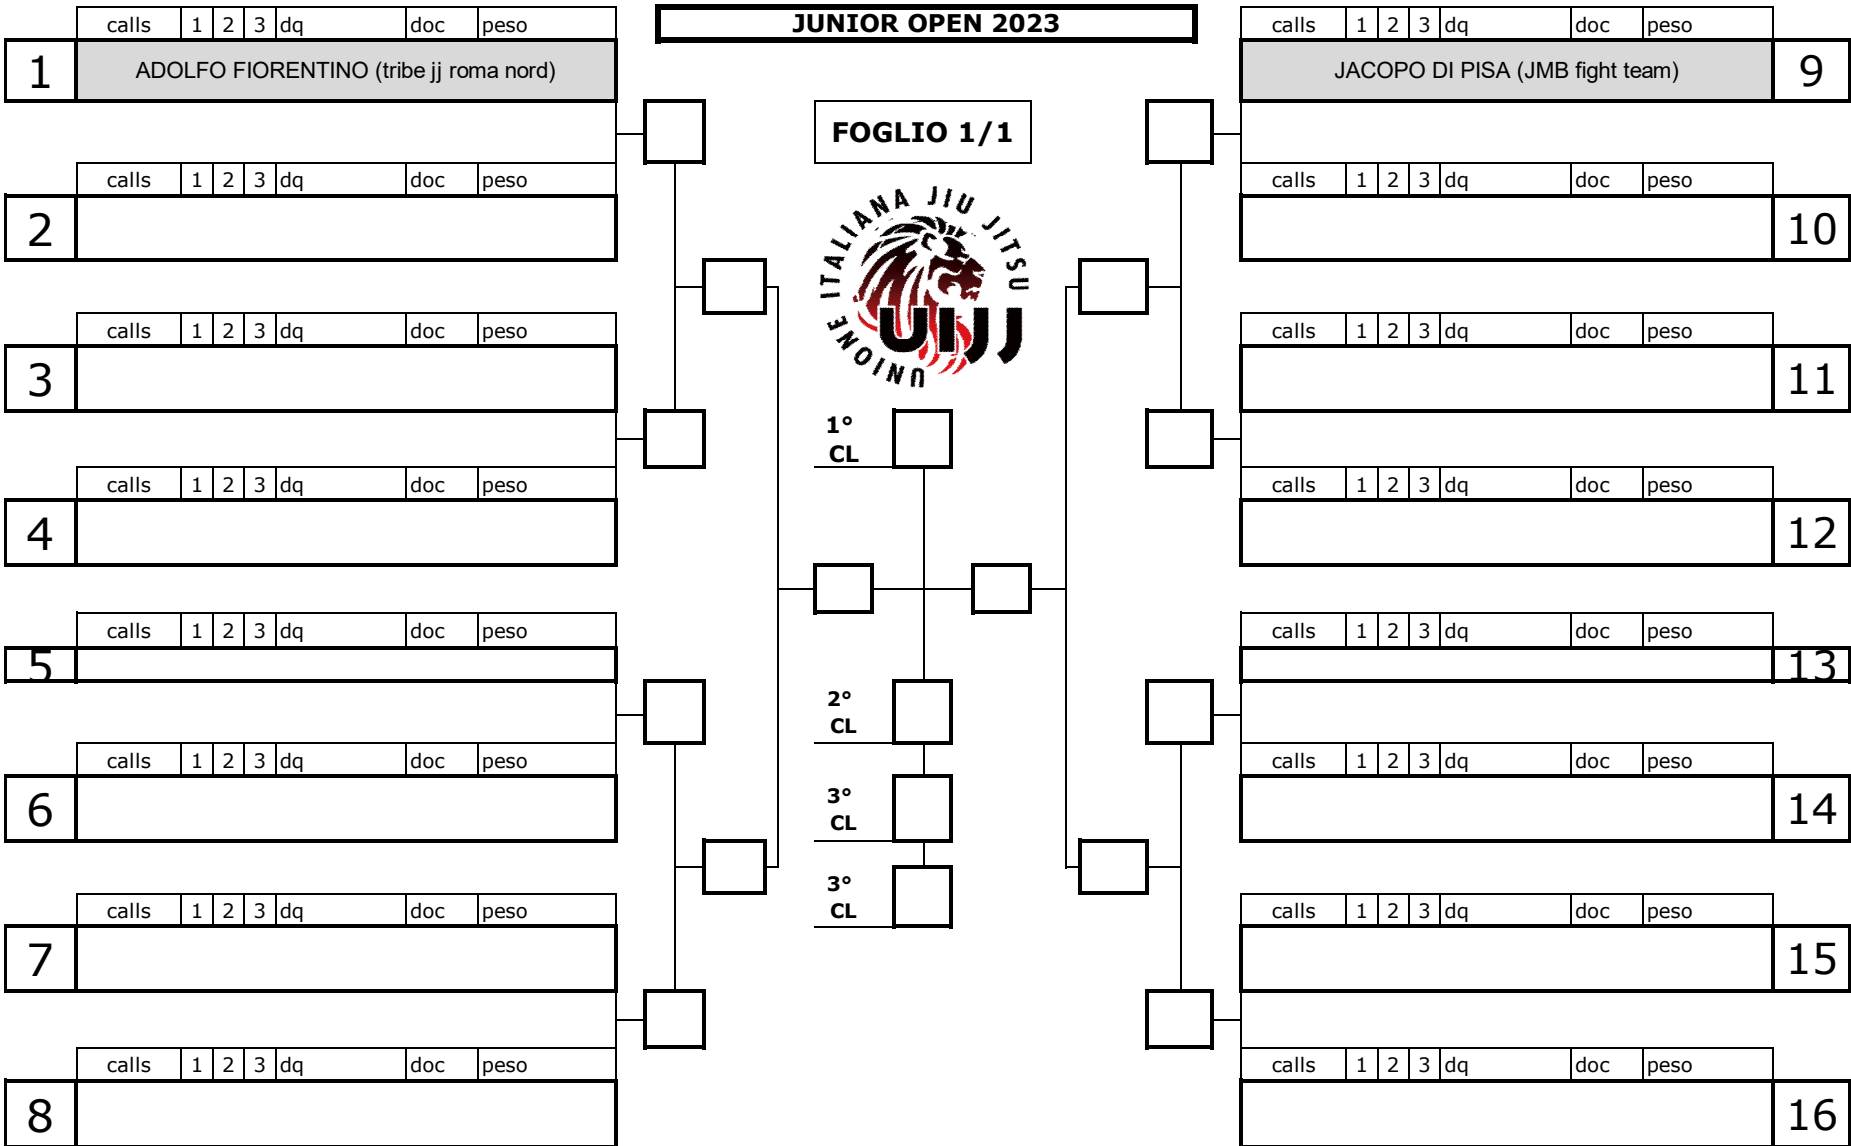 JUNIOR OPEN 2023
calls 1 2 3 dq doc peso
1 ADOLFO FIORENTINO (tribe jj roma nord)
calls 1 2 3 dq doc peso
2
calls 1 2 3 dq doc peso
3
calls 1 2 3 dq doc peso
4
calls 1 2 3 dq doc peso
5
calls 1 2 3 dq doc peso
6
calls 1 2 3 dq doc peso
7
calls 1 2 3 dq doc peso
8
FOGLIO 1/1
UNIONE ITALIANA JIU JITSU
UIJJ
1°
CL
2°
CL
3°
CL
3°
CL
calls 1 2 3 dq doc peso
JACOPO DI PISA (JMB fight team) 9
calls 1 2 3 dq doc peso
10
calls 1 2 3 dq doc peso
11
calls 1 2 3 dq doc peso
12
calls 1 2 3 dq doc peso
13
calls 1 2 3 dq doc peso
14
calls 1 2 3 dq doc peso
15
calls 1 2 3 dq doc peso
16